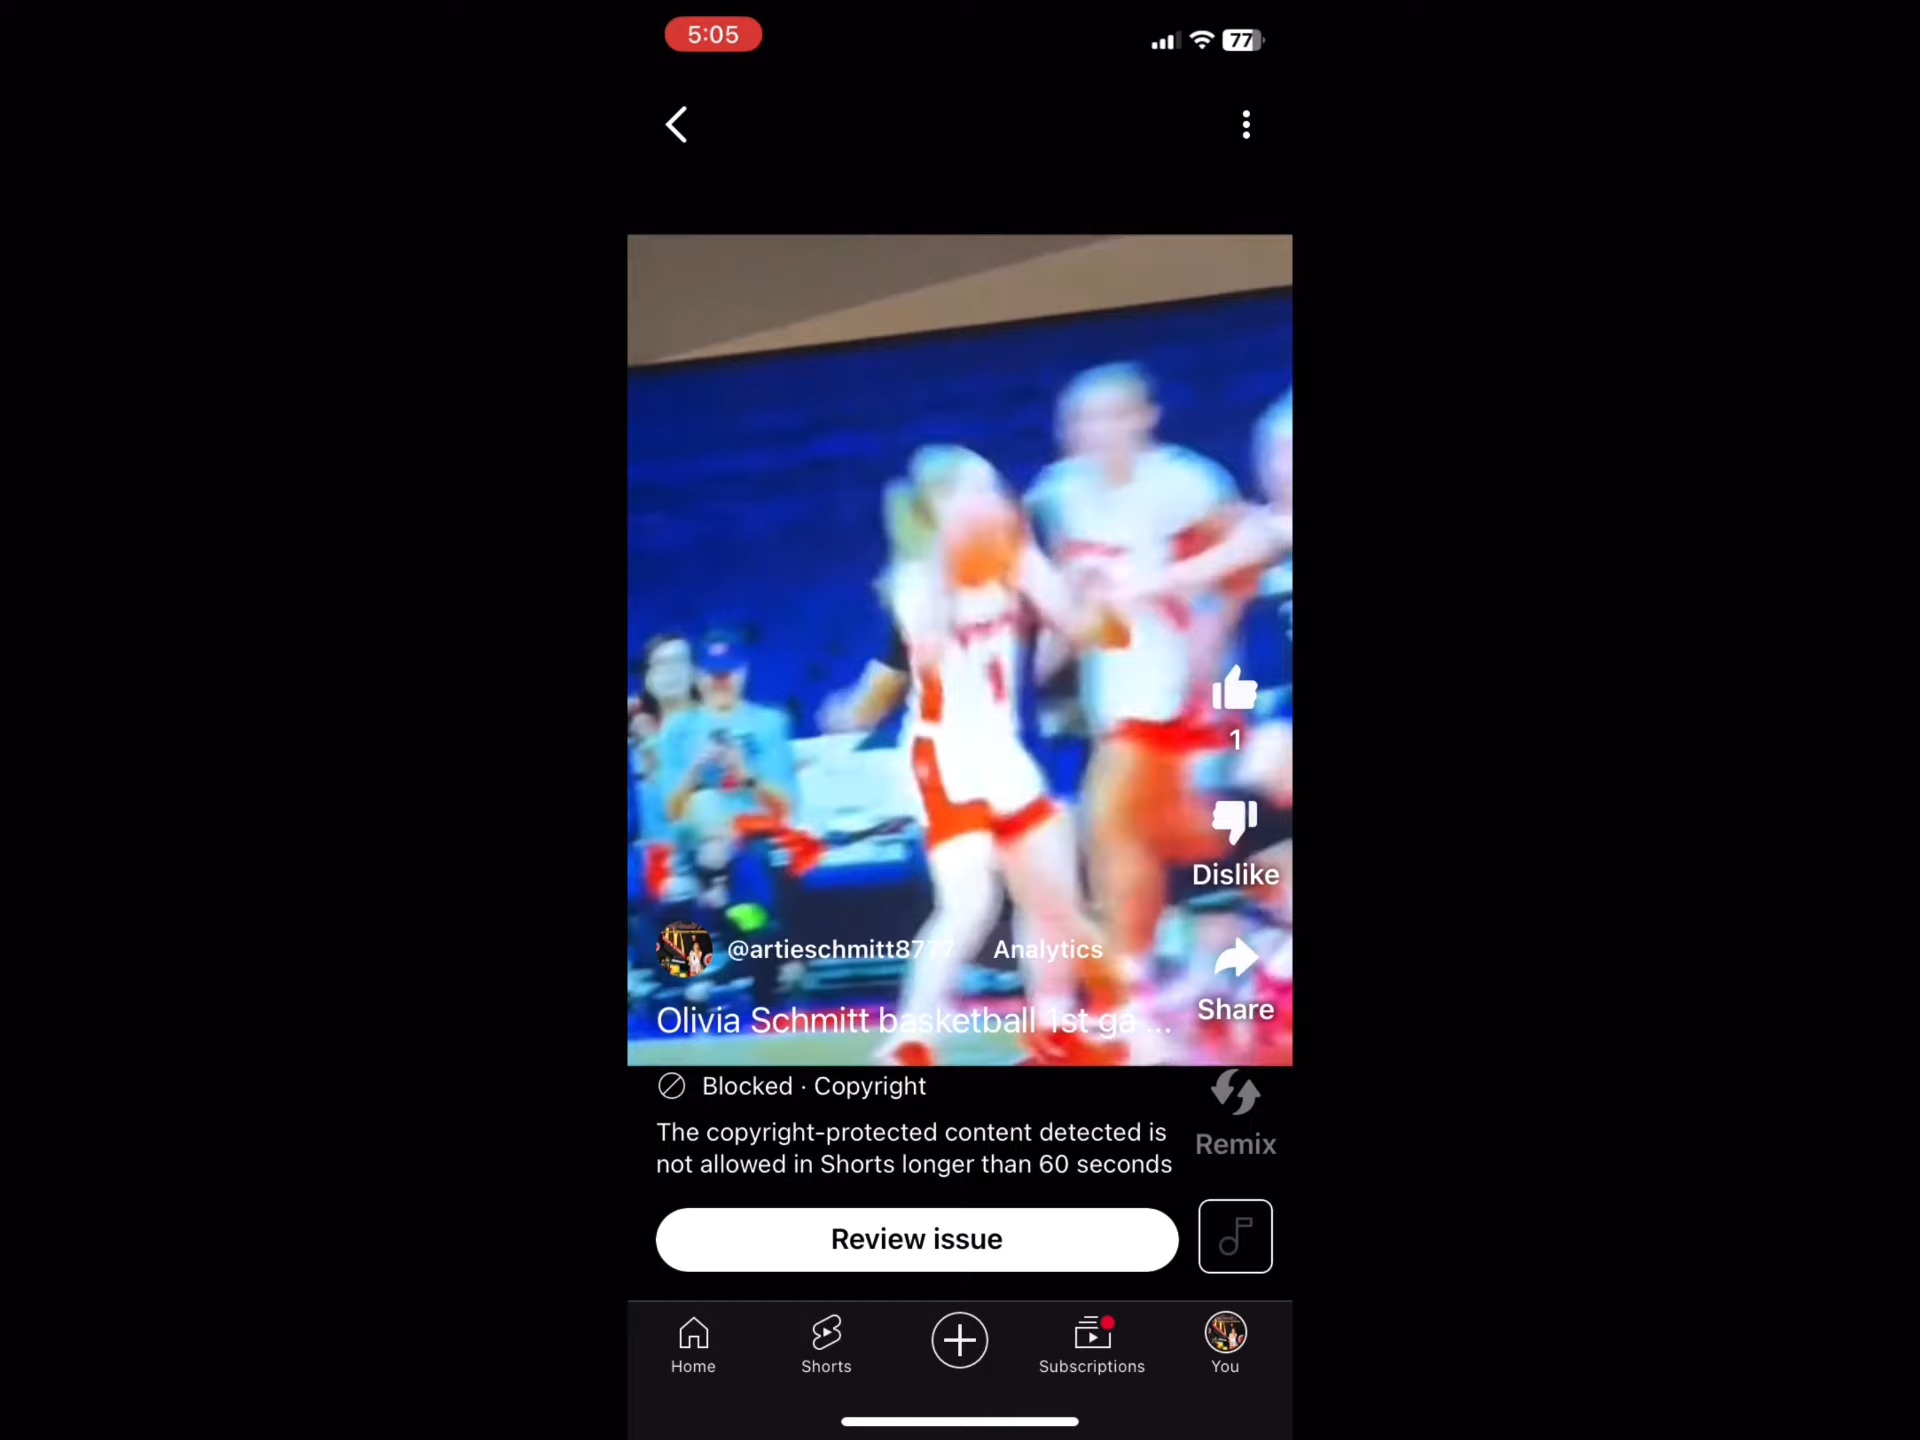 5:05
77
1
Dislike
@artieschmitt8777 Analytics
Olivia Schmitt basketball 1st ga ...
Share
Blocked · Copyright
The copyright-protected content detected is
not allowed in Shorts longer than 60 seconds
Remix
Review issue
Home
Shorts
Subscriptions
You